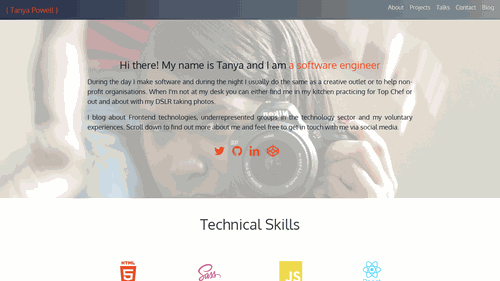 { Tanya Powell }
About Projects Talks Contact Blog
Hi there! My name is Tanya and I am a software engineer
During the day I make software and during the night I usually do the same as a creative outlet or to help non-
profit organisations. When I'm not at my desk you can either find me in my kitchen practicing for Top Chef or
out and about with my DSLR taking photos.
I blog about Frontend technologies, underrepresented groups in the technology sector and my voluntary
experiences. Scroll down to find out more about me and feel free to get in touch with me via social media.
Technical Skills
HTML
5
Sass
JS